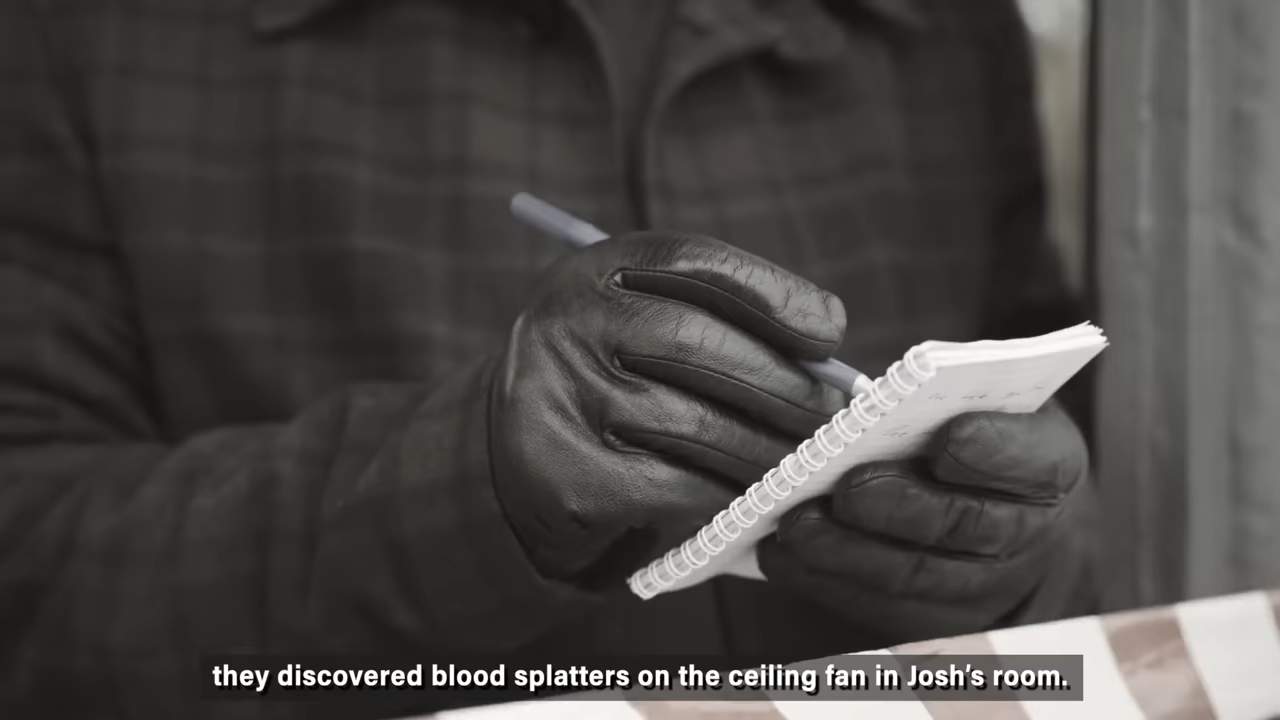 they discovered blood splatters on the ceiling fan in Josh's room.